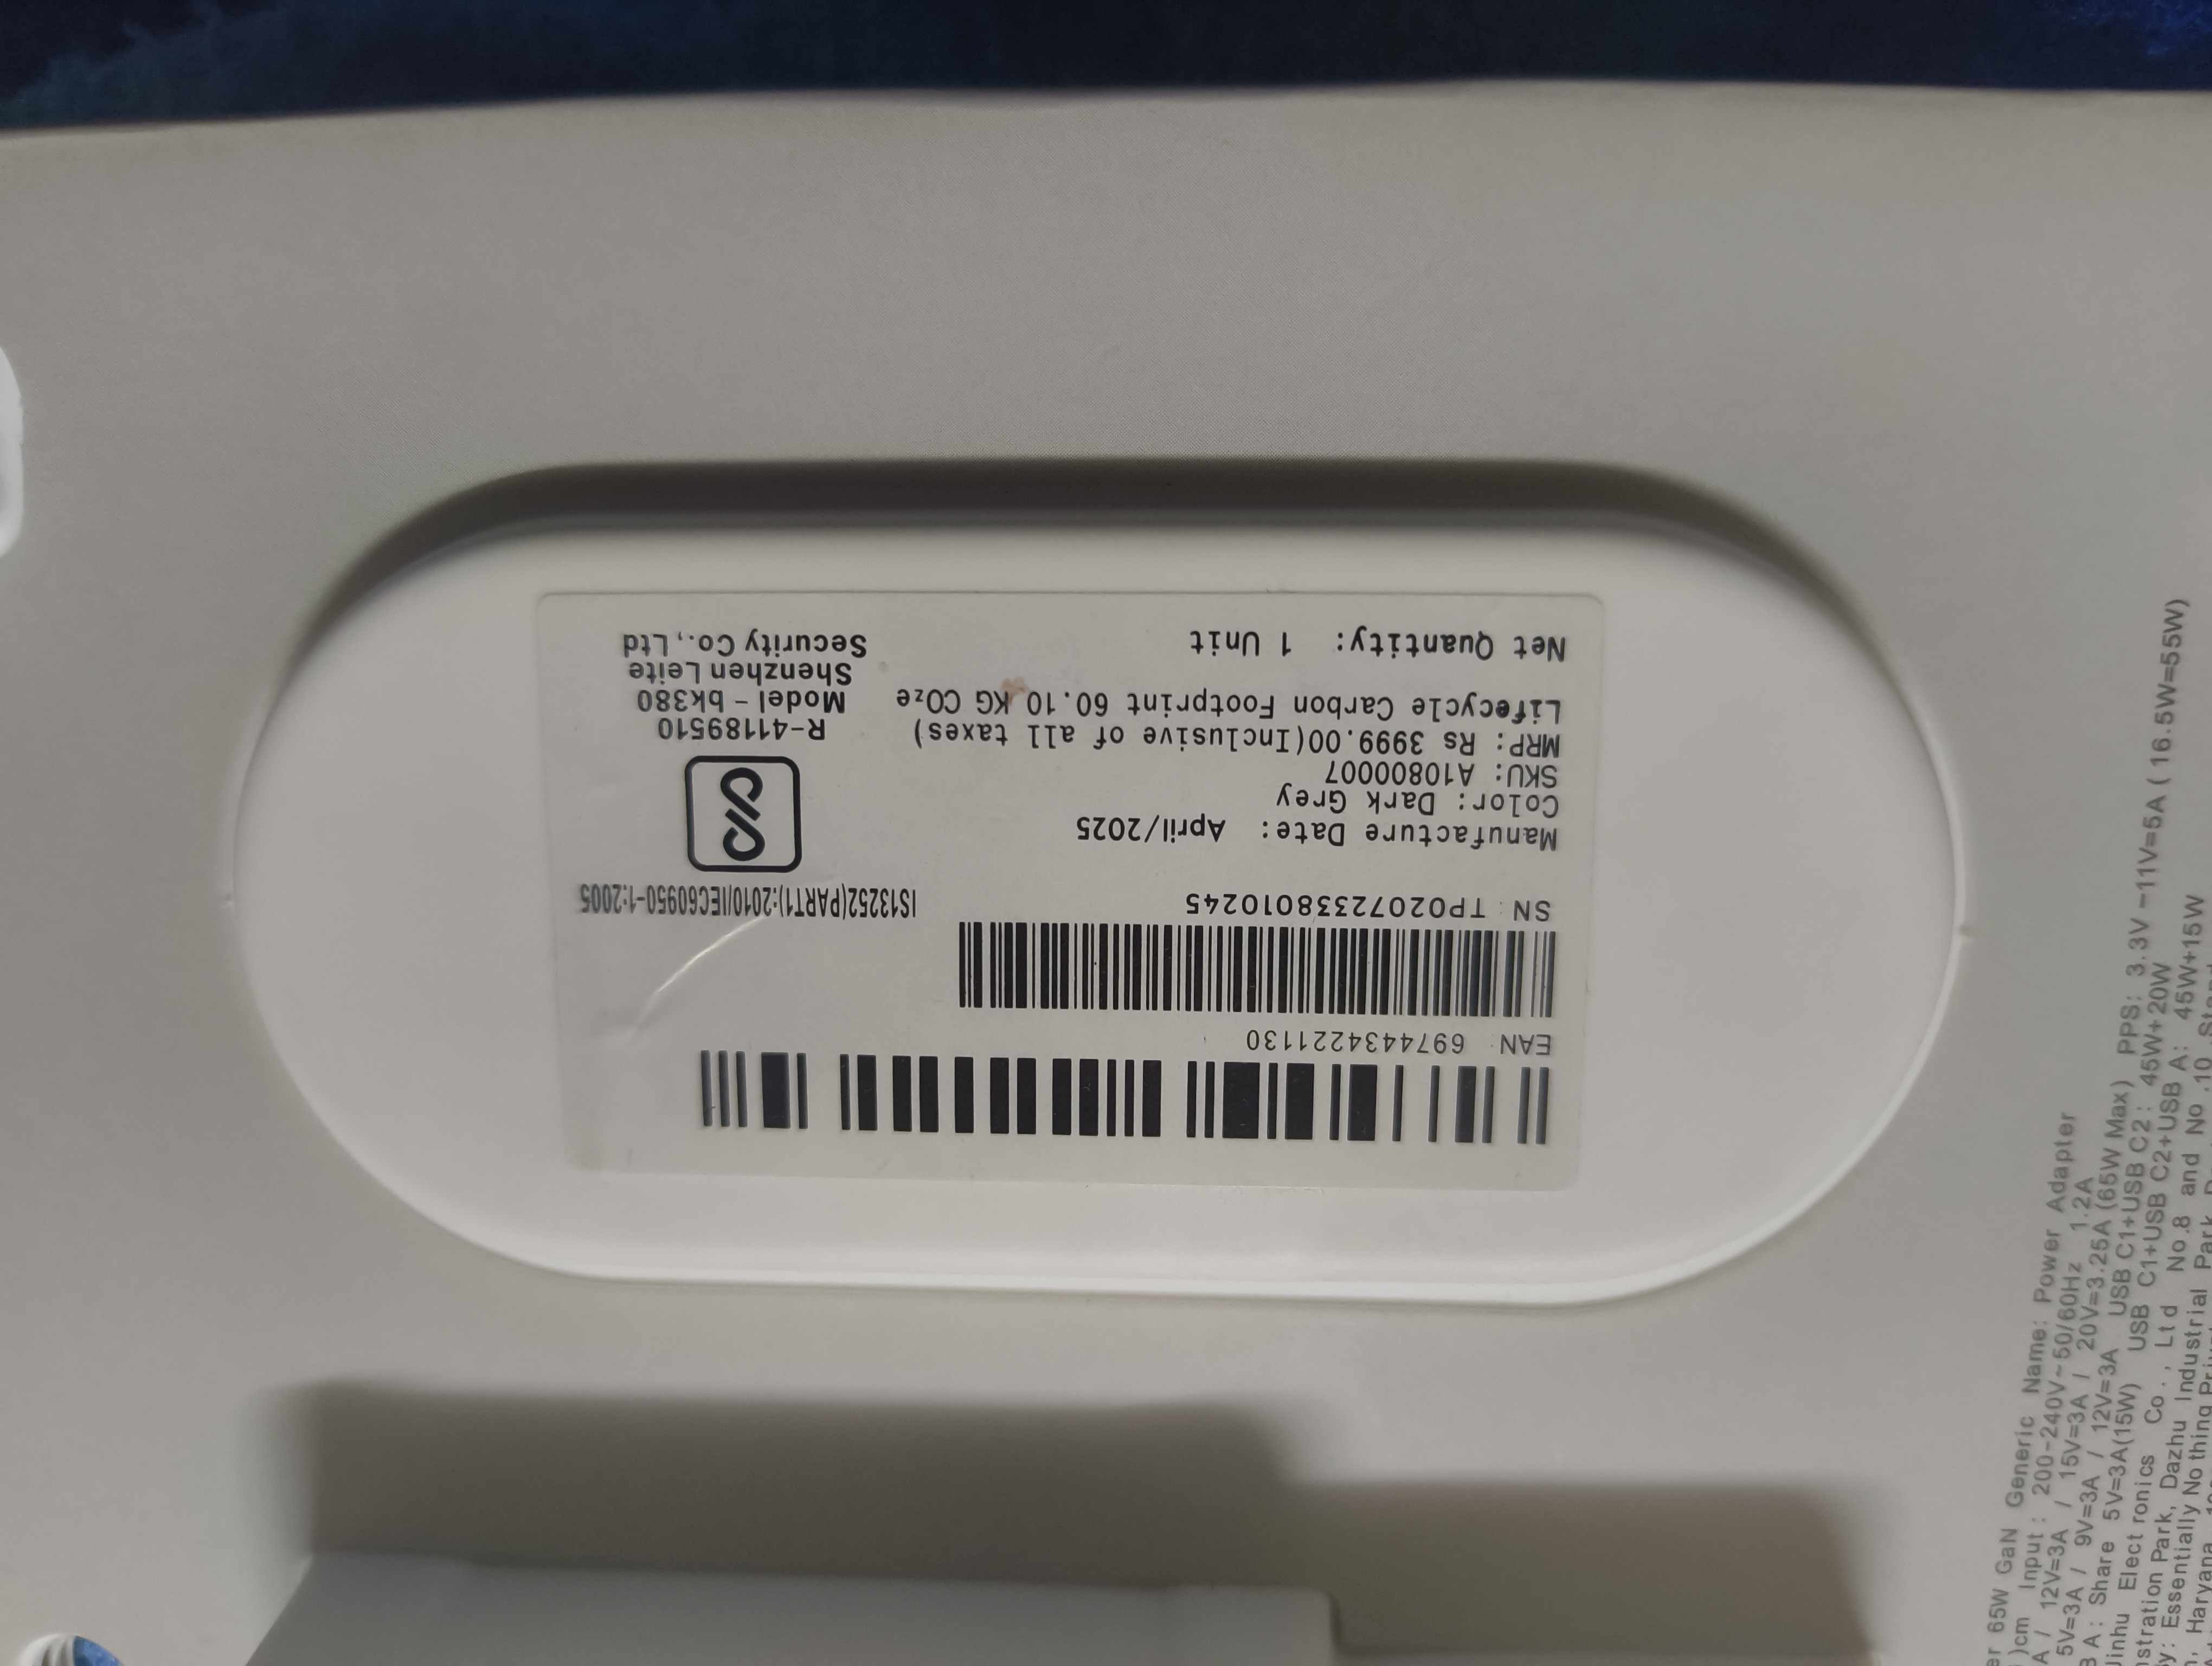 EAN: 6974434221130
SN: TP02072338010245
IS13252(PART1):2010/IEC60950-1:2005
Manufacture Date: April/2025
Color: Dark Grey
SKU: A10800007
MRP: Rs 3999.00(Inclusive of all taxes)
Lifecycle Carbon Footprint 60.10 KG CO₂e
Net Quantity: 1 Unit
R-41189510
Model - bk380
Shenzhen Leite
Security Co., Ltd
65W GaN Generic Name: Power Adapter
)cm Input: 200-240V~50/60Hz 1.2A
A / 12V=3A / 15V=3A / 20V=3.25A (65W Max) PPS: 3.3V-11V=5A (16.5W=55W)
5V=3A / 9V=3A / 12V=3A USB C1+USB C2: 45W+20W
A: Share 5V=3A(15W) USB C1+USB C2+USB A: 45W+15W
Jinhu Electronics Co., Ltd No.8 and No.10
Park, Dazhu Industrial Park
Essentially Nothing
Haryana